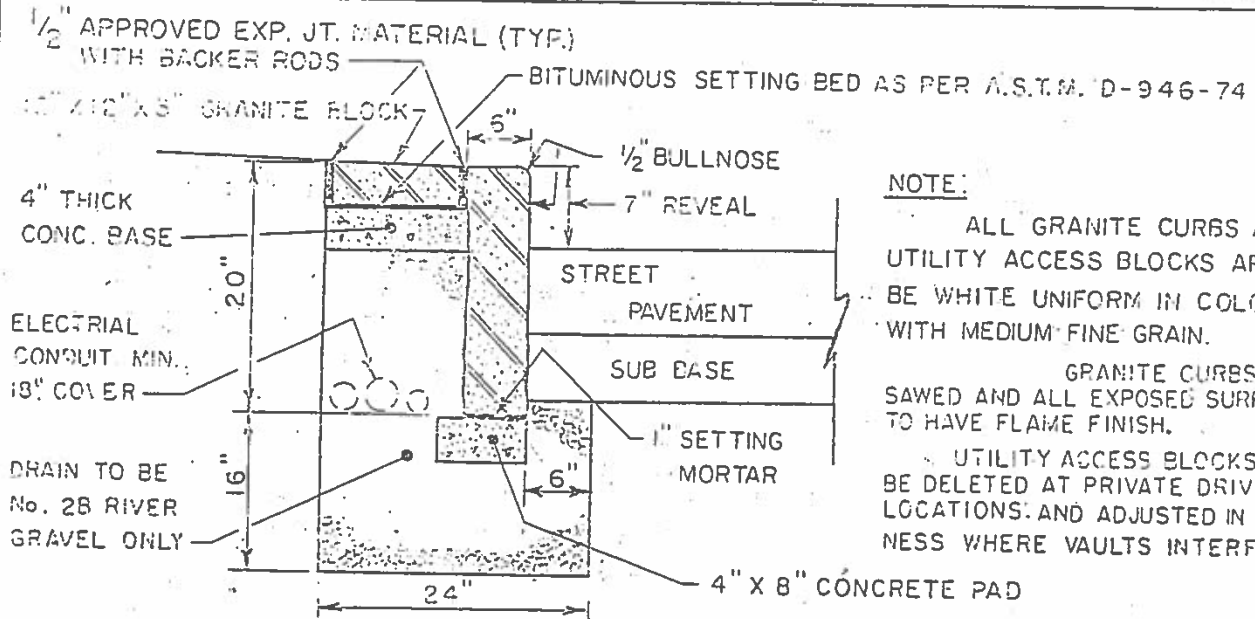 1/2" APPROVED EXP. JT. MATERIAL (TYP.)
WITH BACKER RODS
BITUMINOUS SETTING BED AS PER A.S.T.M. D-946-74
12" X 12" X 3" GRANITE BLOCK
6"
1/2" BULLNOSE
7" REVEAL
4" THICK
CONC. BASE
20"
STREET
PAVEMENT
SUB BASE
ELECTRIAL
CONDUIT MIN.
18" COVER
1" SETTING
MORTAR
6"
16"
DRAIN TO BE
No. 2B RIVER
GRAVEL ONLY
4" X 8" CONCRETE PAD
24"
NOTE:
ALL GRANITE CURBS
UTILITY ACCESS BLOCKS
BE WHITE UNIFORM IN
WITH MEDIUM FINE GRAIN.
GRANITE CURBS
SAWED AND ALL EXPOSED
TO HAVE FLAME FINISH.
UTILITY ACCESS BLOCKS
BE DELETED AT PRIVATE
LOCATIONS. AND ADJUSTED IN
NESS WHERE VAULTS